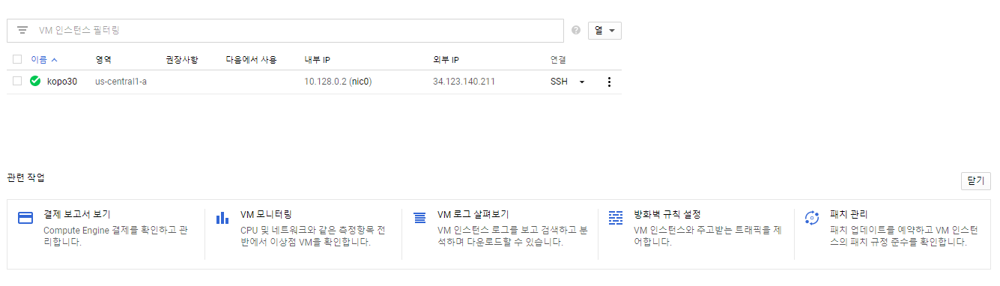 VM 인스턴스 필터링
열
이름 영역 권장사항 다음에서 사용 내부 IP 외부 IP 연결
kopo30 us-central1-a 10.128.0.2 (nic0) 34.123.140.211 SSH
관련 작업
닫기
결제 보고서 보기
Compute Engine 결제를 확인하고 관
리합니다.
VM 모니터링
CPU 및 네트워크와 같은 측정항목 전
반에서 이상점 VM을 확인합니다.
VM 로그 살펴보기
VM 인스턴스 로그를 보고 검색하고 분
석하며 다운로드할 수 있습니다.
방화벽 규칙 설정
VM 인스턴스와 주고받는 트래픽을 제
어합니다.
패치 관리
패치 업데이트를 예약하고 VM 인스턴
스의 패치 규정 준수를 확인합니다.